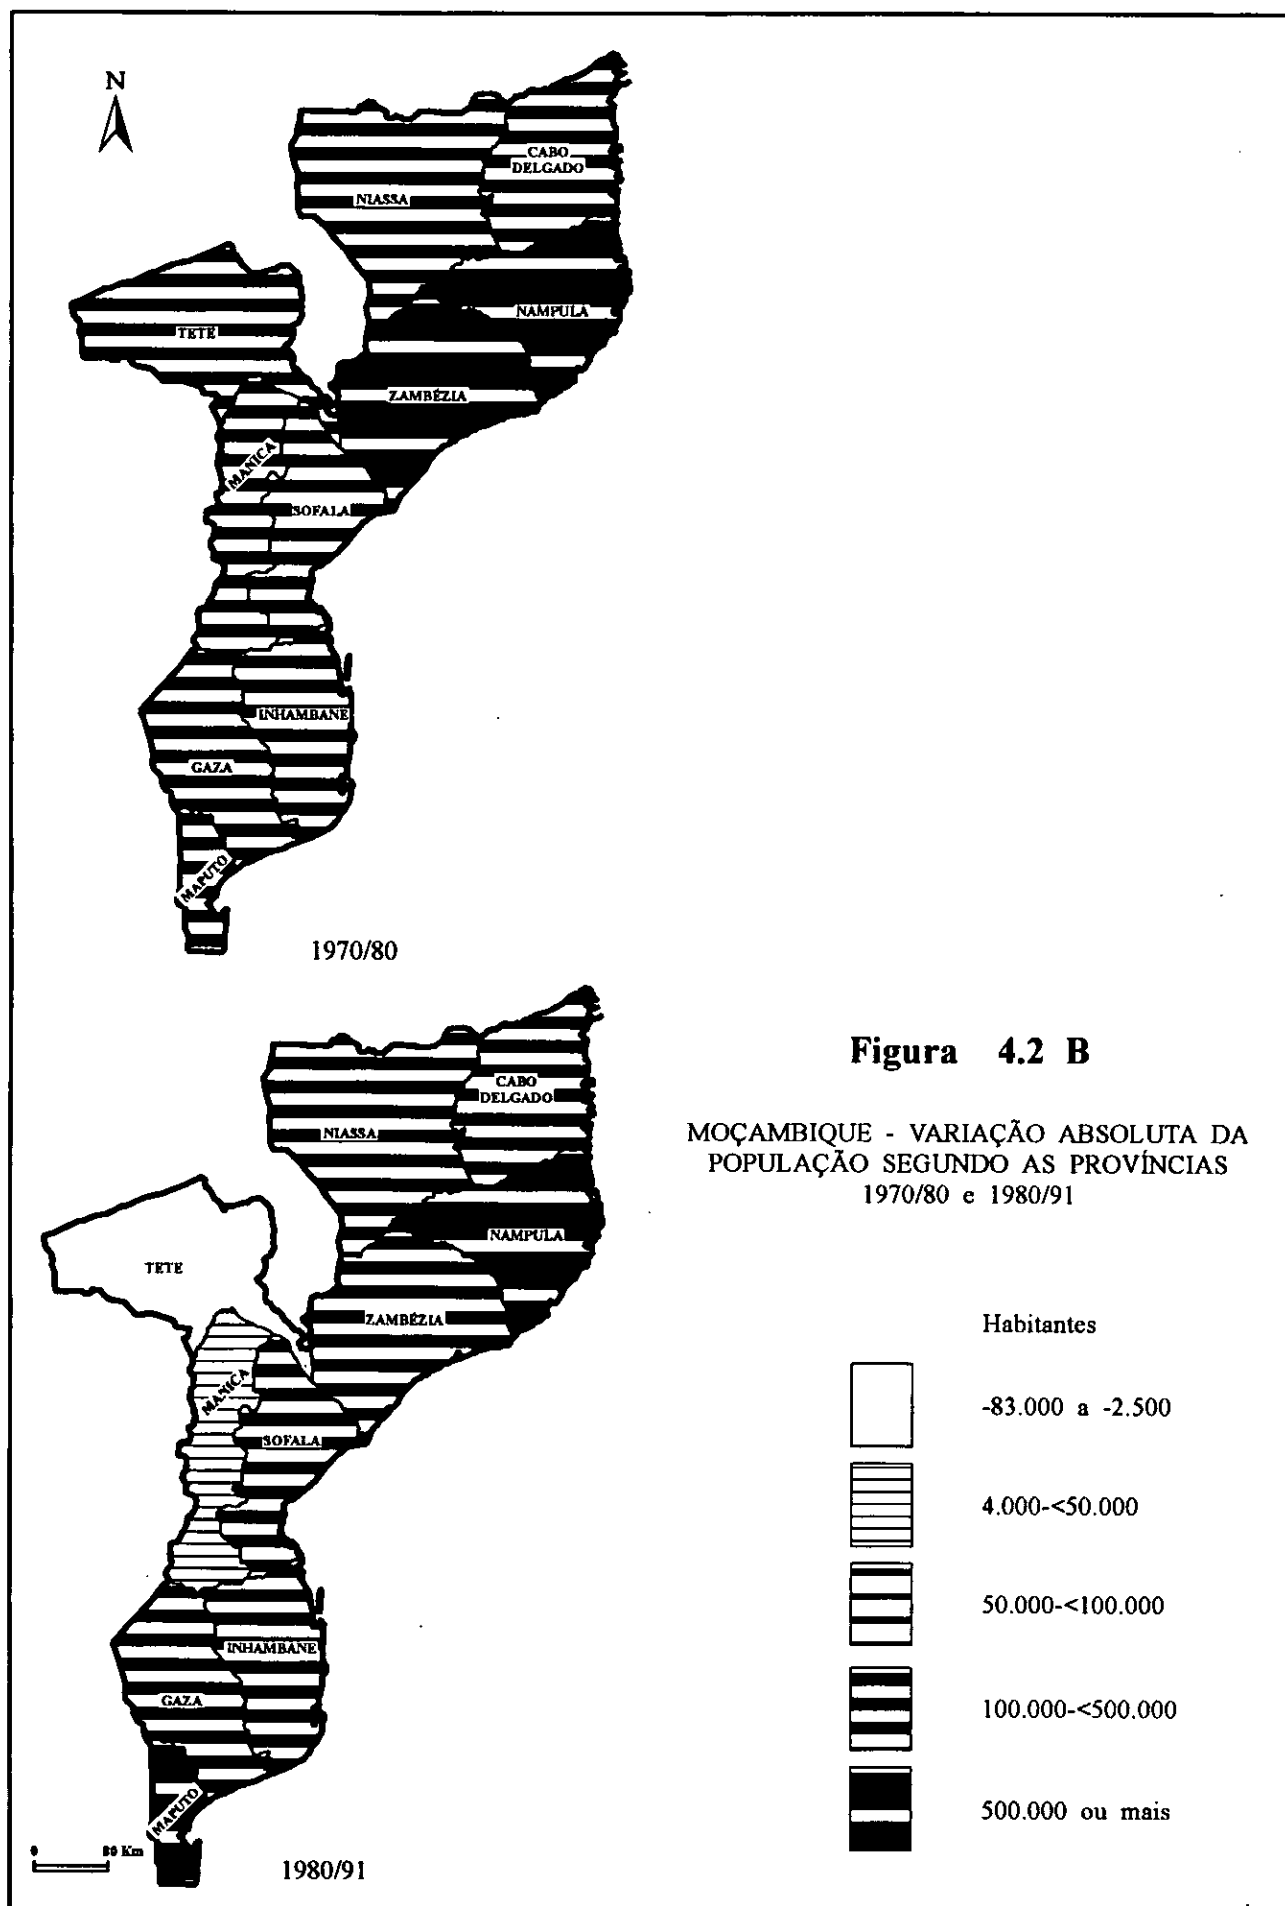 N
CABO
DELGADO
NIASSA
NAMPULA
TETE
ZAMBÉZIA
MANICA
SOFALA
INHAMBANE
GAZA
MAPUTO
1970/80
CABO
DELGADO
NIASSA
NAMPULA
TETE
ZAMBÉZIA
MANICA
SOFALA
INHAMBANE
GAZA
MAPUTO
0 80 Km
1980/91
Figura 4.2 B
MOÇAMBIQUE - VARIAÇÃO ABSOLUTA DA
POPULAÇÃO SEGUNDO AS PROVÍNCIAS
1970/80 e 1980/91
Habitantes
-83.000 a -2.500
4.000-<50.000
50.000-<100.000
100.000-<500.000
500.000 ou mais